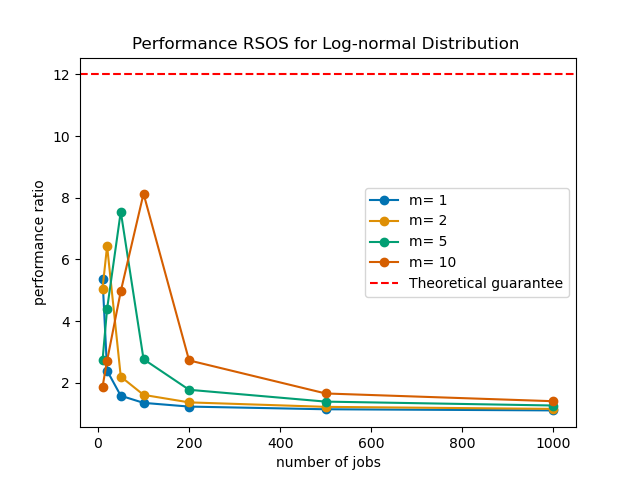 Performance RSOS for Log-normal Distribution
performance ratio
12
10
8
6
4
2
m= 1
m= 2
m= 5
m= 10
Theoretical guarantee
0
200
400
600
800
1000
number of jobs